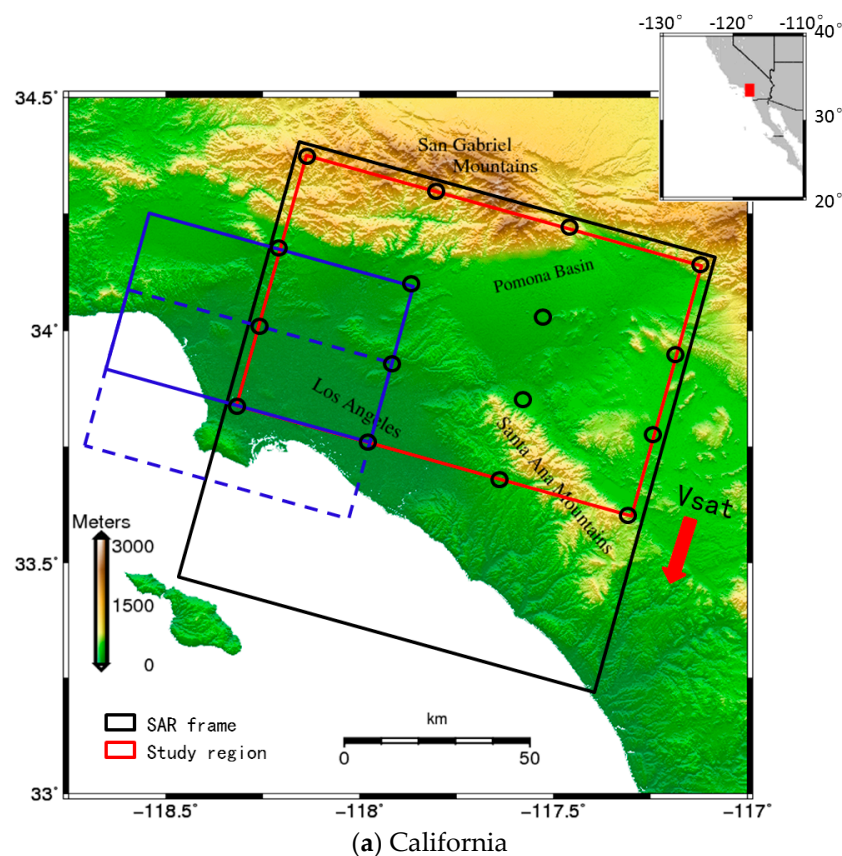 -130° -120° -110°
40°
30°
20°
34.5°
34°
33.5°
33°
San Gabriel
Mountains
Pomona Basin
Los Angeles
Santa Ana Mountains
Vsat
Meters
3000
1500
0
SAR frame
Study region
km
0 50
−118.5° −118° −117.5° −117°
(a) California